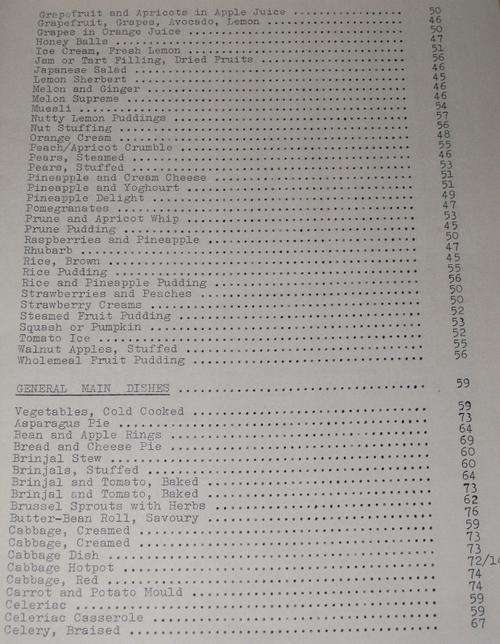 Grapefruit and Apricots in Apple Juice ........ 50
Grapefruit, Grapes, Avocado, Lemon ........ 46
Grapes in Orange Juice ........ 50
Honey Balls ........ 47
Ice Cream, Fresh Lemon ........ 51
Jam or Tart Filling, Dried Fruits ........ 56
Japanese Salad ........ 46
Lemon Sherbert ........ 45
Melon and Ginger ........ 46
Melon Supreme ........ 46
Muesli ........ 54
Nutty Lemon Puddings ........ 57
Nut Stuffing ........ 56
Orange Cream ........ 48
Peach/Apricot Crumble ........ 55
Pears, Steamed ........ 46
Pears, Stuffed ........ 53
Pineapple and Cream Cheese ........ 51
Pineapple and Yoghourt ........ 51
Pineapple Delight ........ 49
Pomegranates ........ 47
Prune and Apricot Whip ........ 53
Prune Pudding ........ 45
Raspberries and Pineapple ........ 50
Rhubarb ........ 47
Rice, Brown ........ 45
Rice Pudding ........ 55
Rice and Pineapple Pudding ........ 56
Strawberries and Peaches ........ 50
Strawberry Creams ........ 50
Steamed Fruit Pudding ........ 52
Squash or Pumpkin ........ 53
Tomato Ice ........ 52
Walnut Apples, Stuffed ........ 55
Wholemeal Fruit Pudding ........ 56
GENERAL MAIN DISHES ........ 59
Vegetables, Cold Cooked ........ 59
Asparagus Pie ........ 73
Bean and Apple Rings ........ 64
Bread and Cheese Pie ........ 69
Brinjal Stew ........ 60
Brinjals, Stuffed ........ 60
Brinjal and Tomato, Baked ........ 64
Brinjal and Tomato, Baked ........ 73
Brussel Sprouts with Herbs ........ 62
Butter-Bean Roll, Savoury ........ 76
Cabbage, Creamed ........ 59
Cabbage, Creamed ........ 73
Cabbage Dish ........ 73
Cabbage Hotpot ........ 72/1
Cabbage, Red ........ 74
Carrot and Potato Mould ........ 74
Celeriac ........ 59
Celeriac Casserole ........ 59
Celery, Braised ........ 67